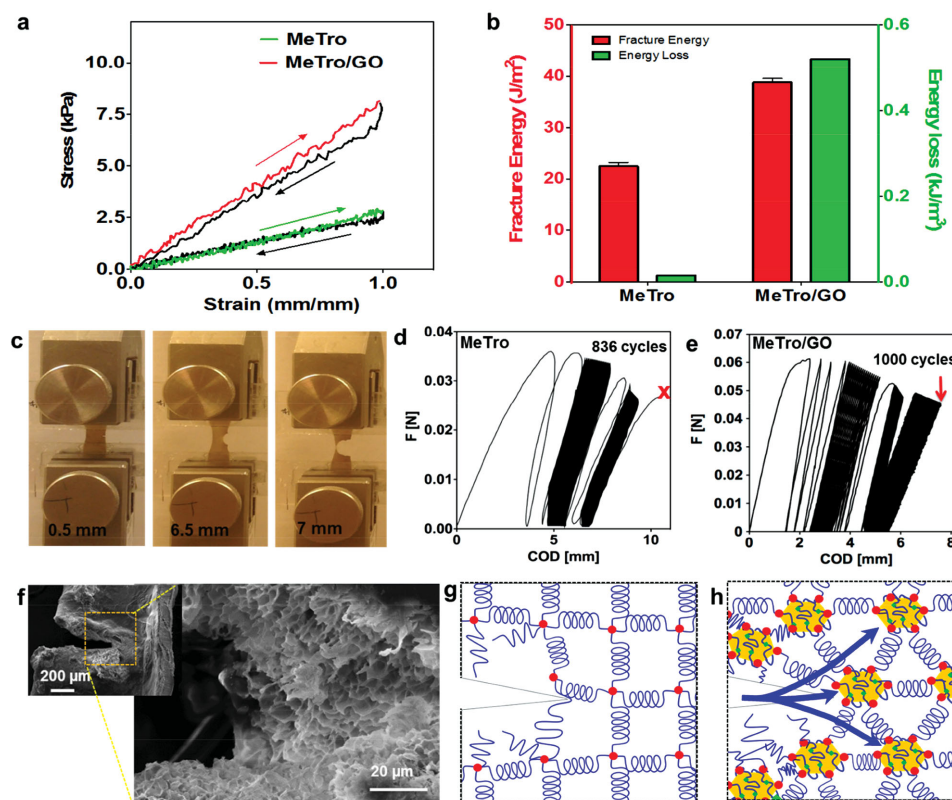 a
MeTro
MeTro/GO
10.0
7.5
5.0
2.5
0.0
Stress (kPa)
0.0
0.5
1.0
Strain (mm/mm)
b
Fracture Energy
Energy Loss
50
40
30
20
10
0
Fracture Energy (J/m²)
0.6
0.4
0.2
0.0
Energy loss (kJ/m³)
MeTro
MeTro/GO
c
0.5 mm
6.5 mm
7 mm
d
MeTro
836 cycles
0.04
0.03
0.02
0.01
0.00
F [N]
x
0
5
10
COD [mm]
e
MeTro/GO
1000 cycles
0.07
0.06
0.05
0.04
0.03
0.02
0.01
0
F [N]
0
2
4
6
8
COD [mm]
f
200 µm
20 µm
g
h